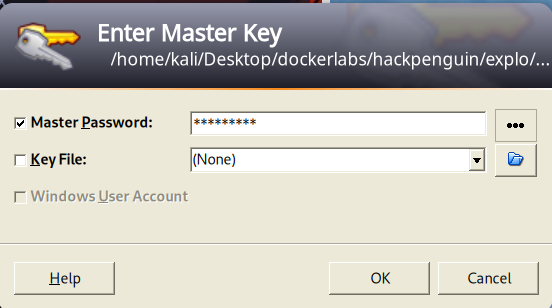 Enter Master Key
/home/kali/Desktop/dockerlabs/hackpenguin/explo/...
Master Password:
*********
Key File:
(None)
Windows User Account
Help
OK
Cancel